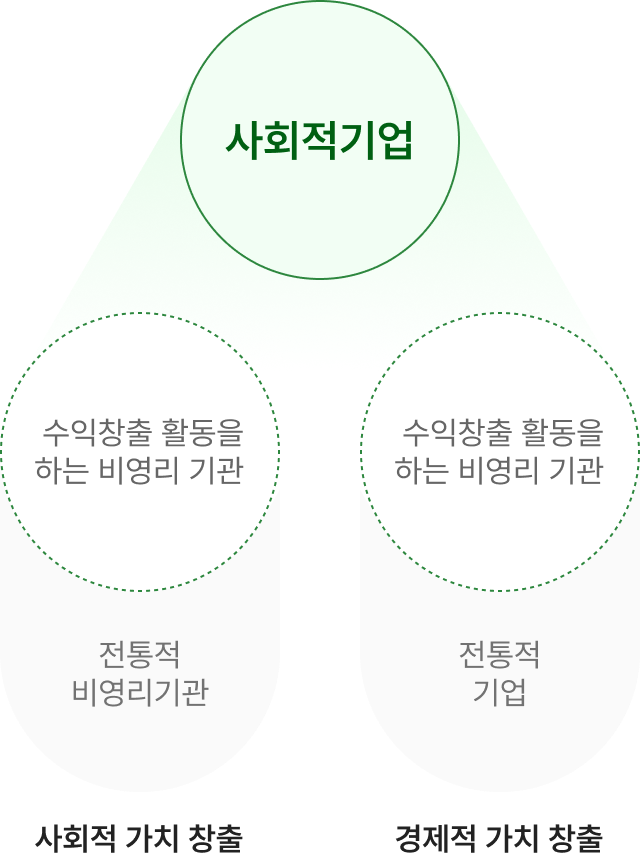 사회적기업
수익창출 활동을
하는 비영리 기관
수익창출 활동을
하는 비영리 기관
전통적
비영리기관
전통적
기업
사회적 가치 창출
경제적 가치 창출